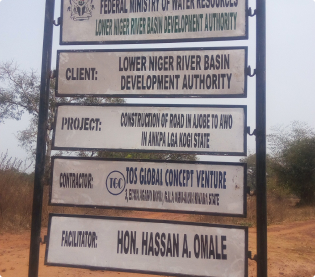 FEDERAL MINISTRY OF WATER RESOURCES
LOWER NIGER RIVER BASIN DEVELOPMENT AUTHORITY
CLIENT: LOWER NIGER RIVER BASIN
DEVELOPMENT AUTHORITY
PROJECT: CONSTRUCTION OF ROAD IN AJOBE TO AWO
IN ANKPA LGA KOGI STATE
CONTRACTOR: TGC TOS GLOBAL CONCEPT VENTURE
STATE
FACILITATOR: HON. HASSAN A. OMALE